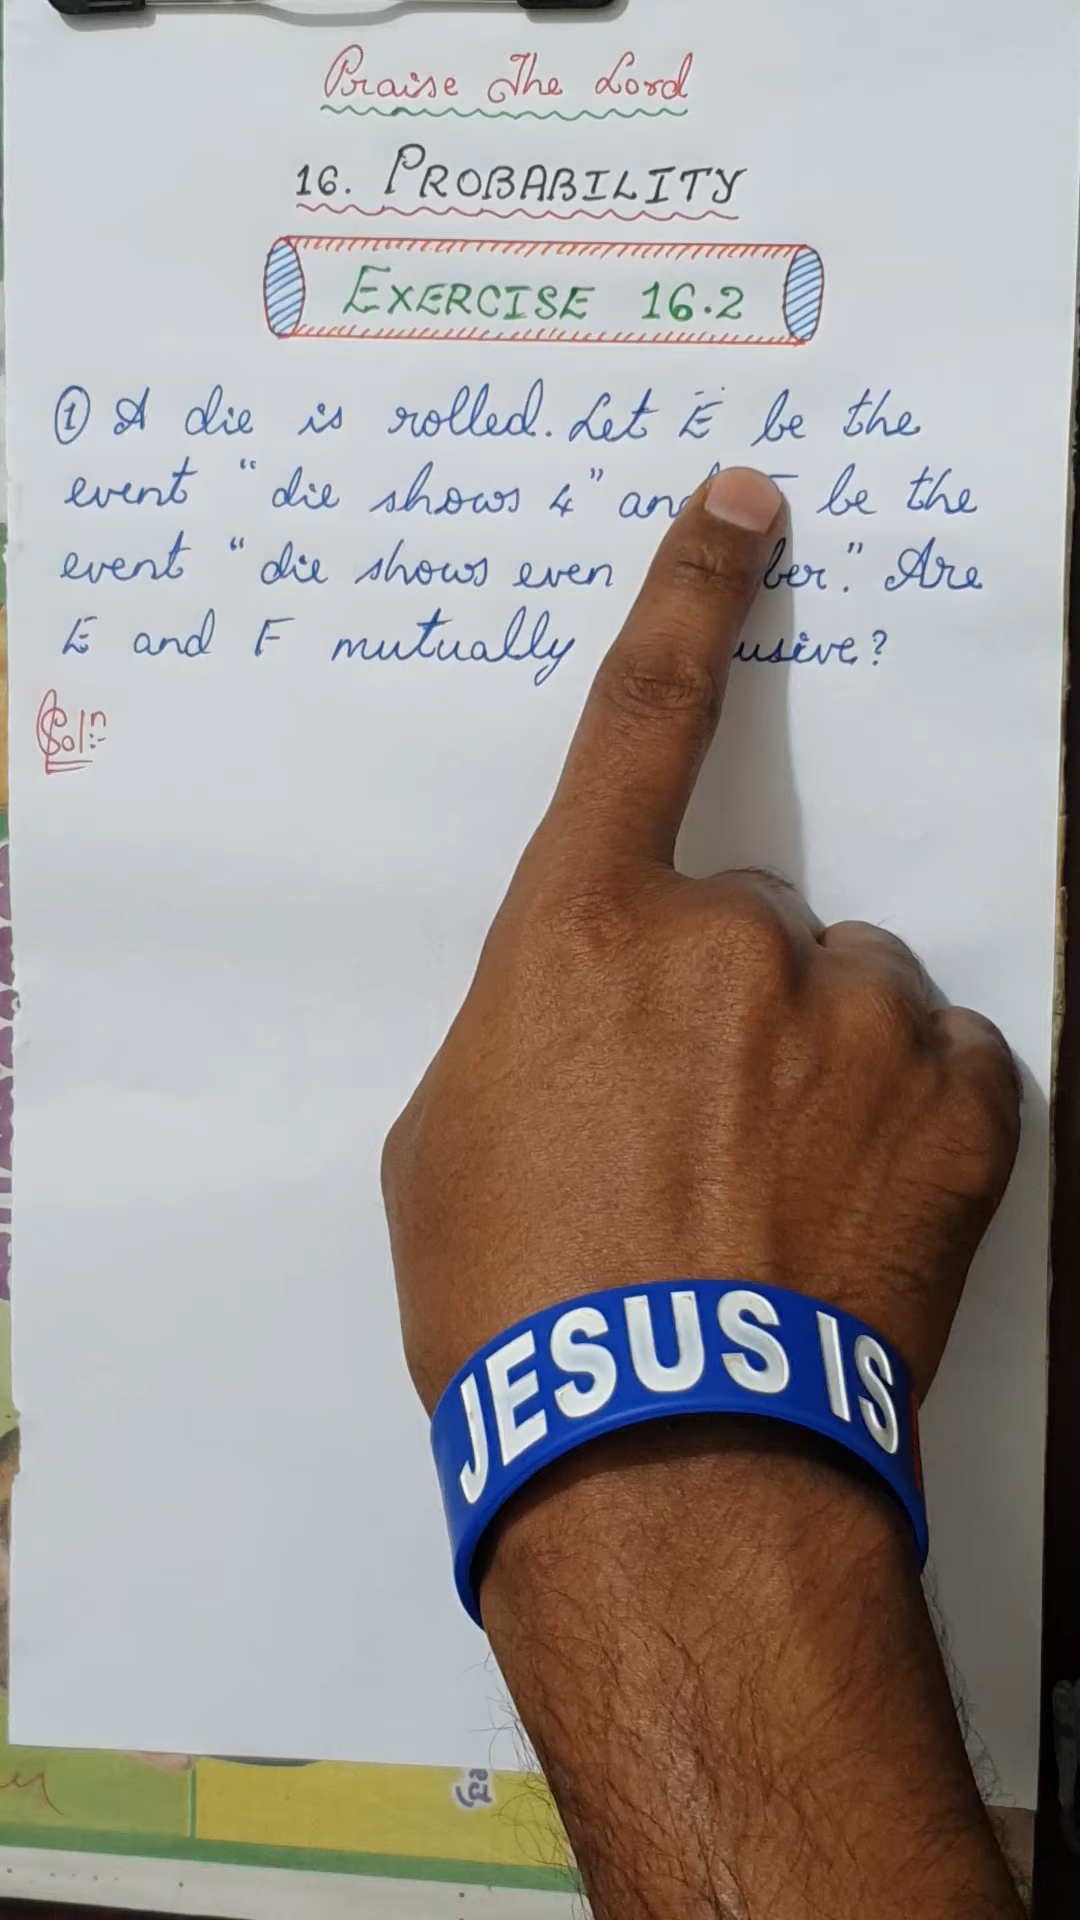 Praise The Lord
16. PROBABILITY
EXERCISE 16.2
① A die is rolled. Let E be the
event "die shows 4" and F be the
event "die shows even ber." Are
E and F mutually usive?
Soln:-
JESUS IS